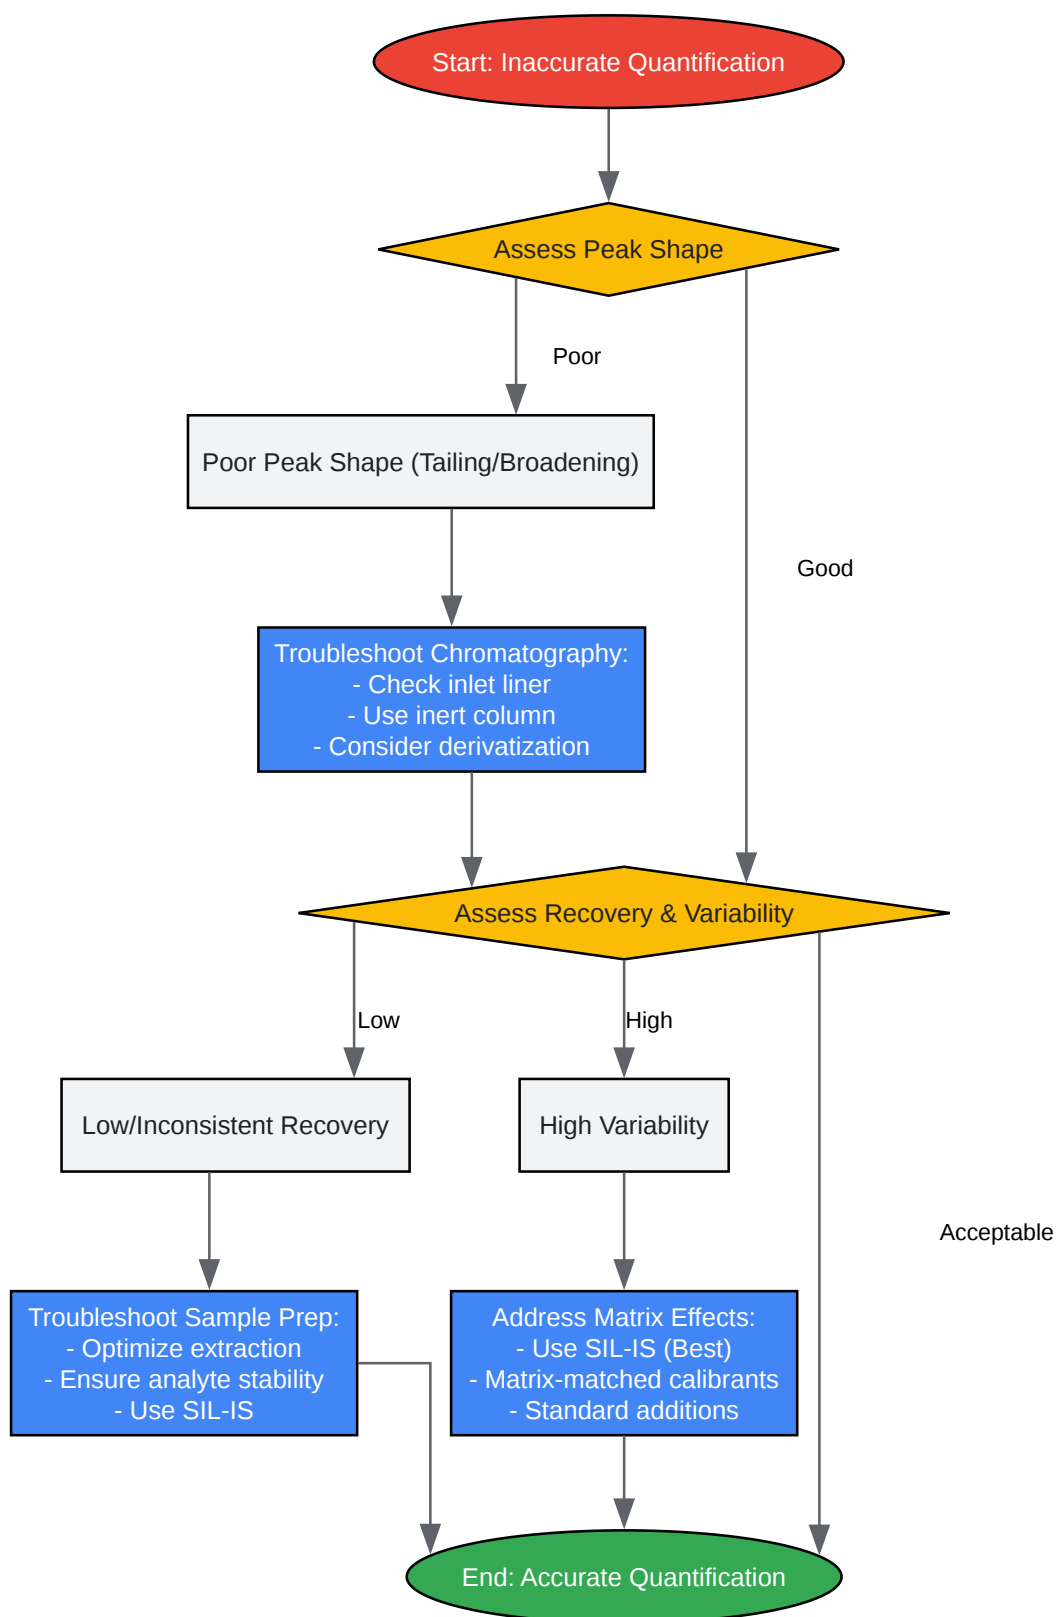 Start: Inaccurate Quantification
Assess Peak Shape
Poor
Poor Peak Shape (Tailing/Broadening)
Good
Troubleshoot Chromatography:
- Check inlet liner
- Use inert column
- Consider derivatization
Assess Recovery & Variability
Low
High
Low/Inconsistent Recovery
High Variability
Acceptable
Troubleshoot Sample Prep:
- Optimize extraction
- Ensure analyte stability
- Use SIL-IS
Address Matrix Effects:
- Use SIL-IS (Best)
- Matrix-matched calibrants
- Standard additions
End: Accurate Quantification